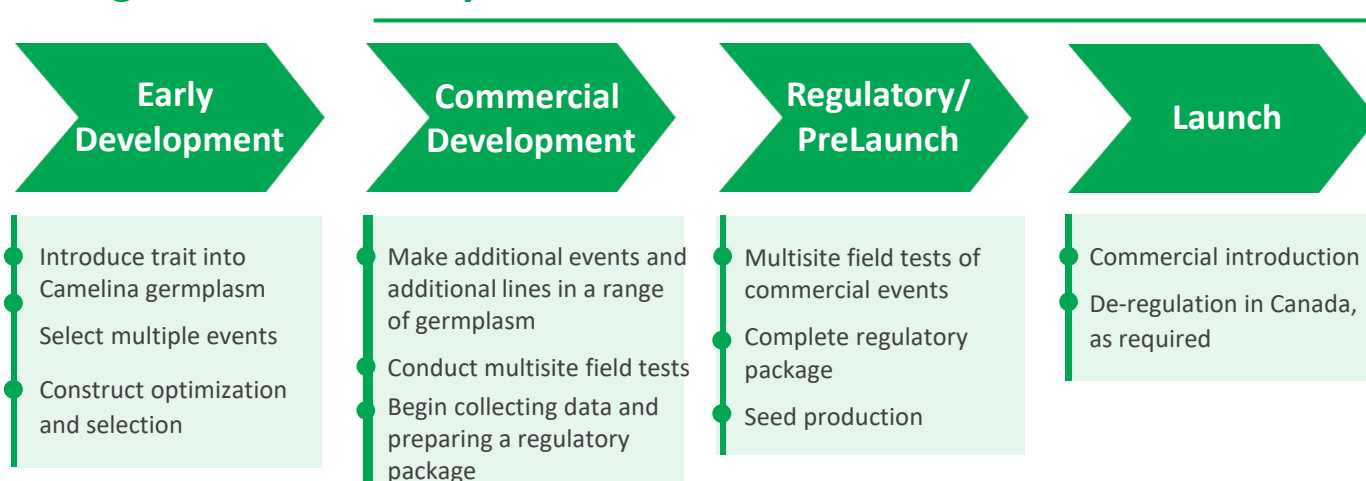 Early
Development
Introduce trait into
Camelina germplasm
Select multiple events
Construct optimization
and selection
Commercial
Development
Make additional events and
additional lines in a range
of germplasm
Conduct multisite field tests
Begin collecting data and
preparing a regulatory
package
Regulatory/
PreLaunch
Multisite field tests of
commercial events
Complete regulatory
package
Seed production
Launch
Commercial introduction
De-regulation in Canada,
as required